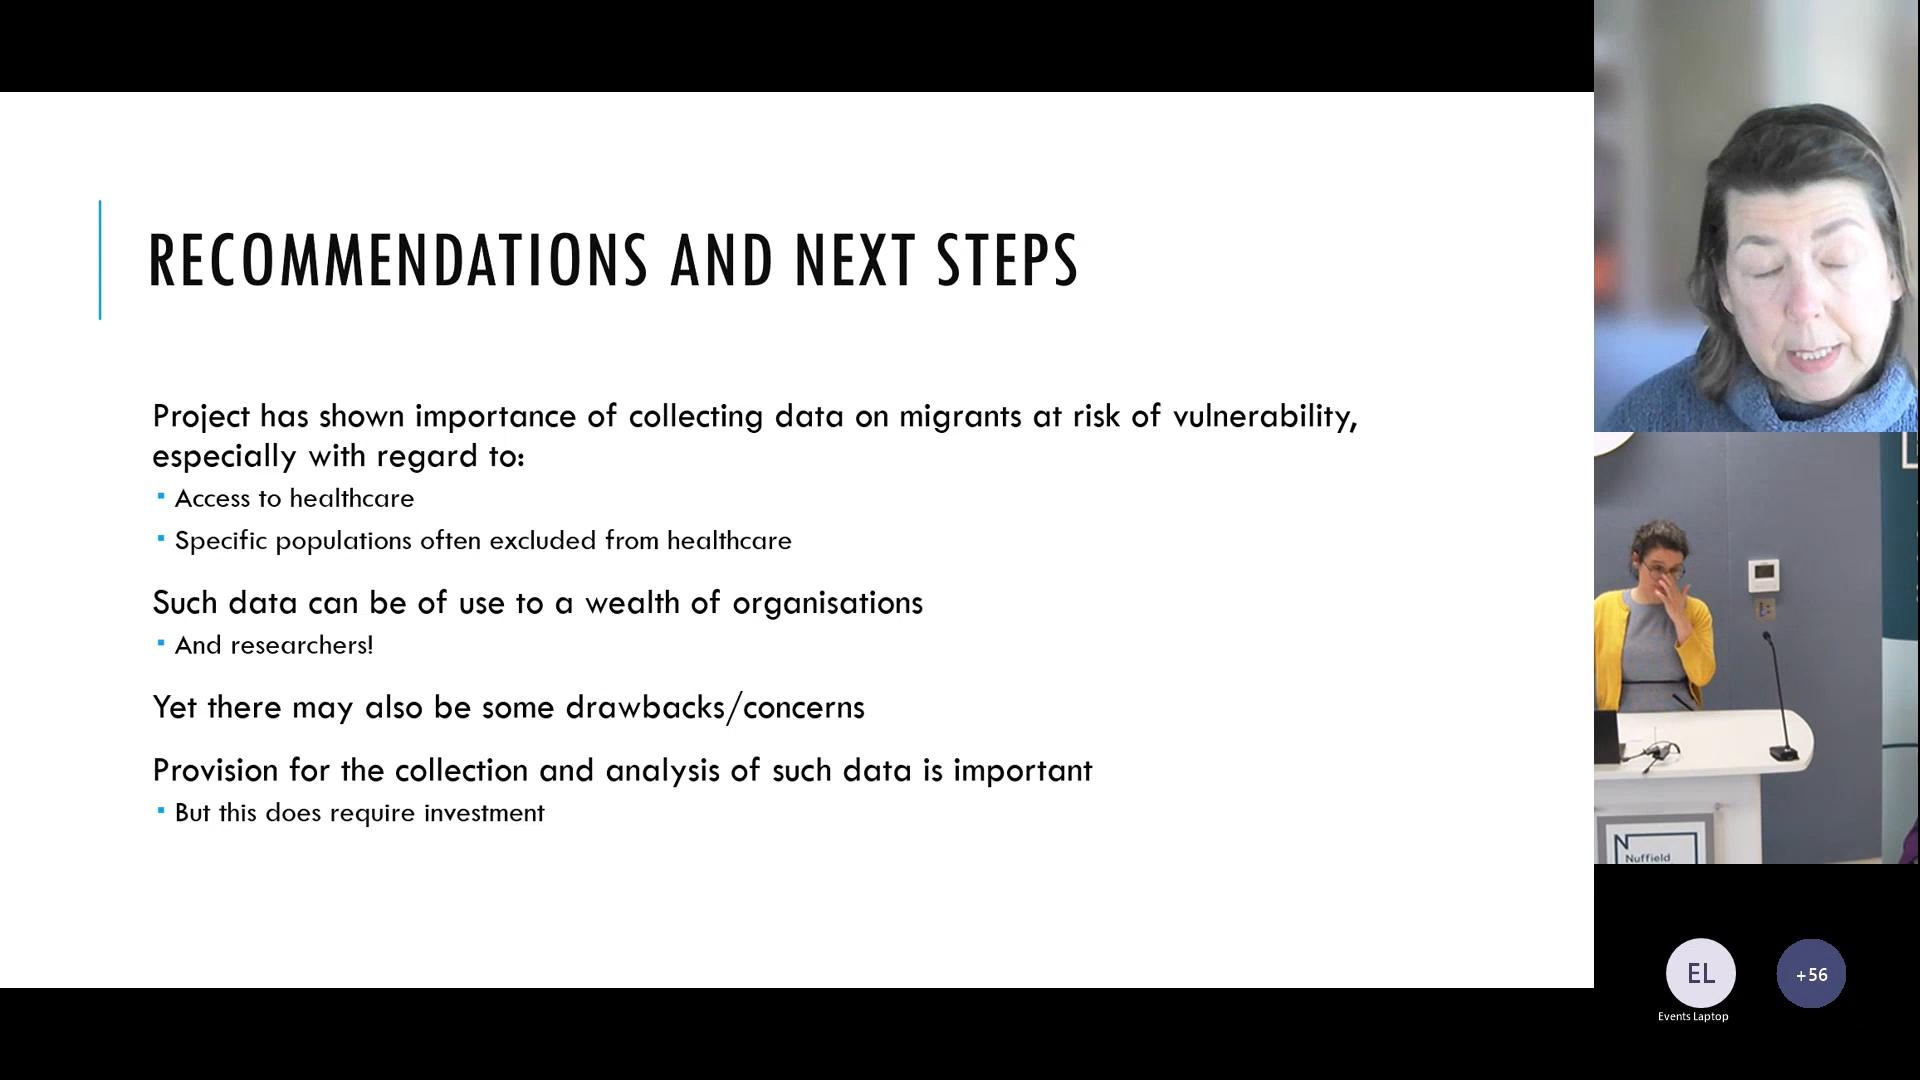 RECOMMENDATIONS AND NEXT STEPS
Project has shown importance of collecting data on migrants at risk of vulnerability,
especially with regard to:
Access to healthcare
Specific populations often excluded from healthcare
Such data can be of use to a wealth of organisations
And researchers!
Yet there may also be some drawbacks/concerns
Provision for the collection and analysis of such data is important
But this does require investment
N
Nuffield
EL
+56
Events Laptop